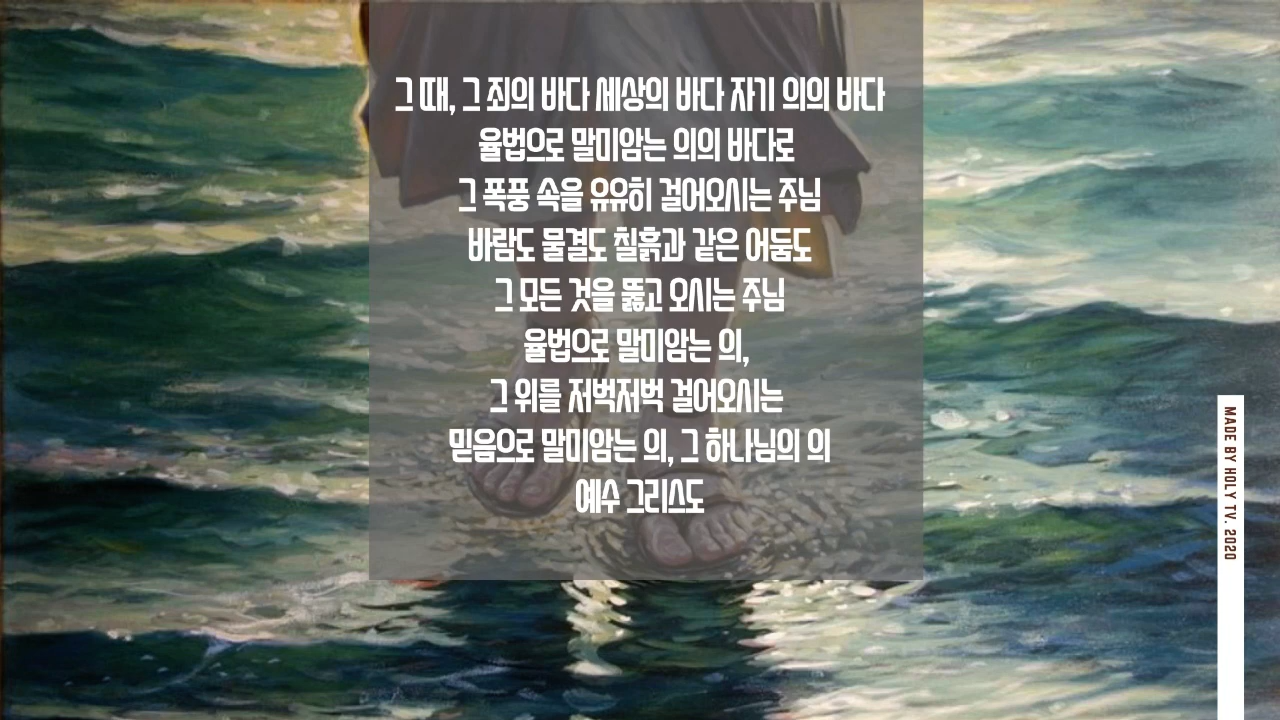 그 때, 그 죄의 바다 세상의 바다 자기 의의 바다
율법으로 말미암는 의의 바다로
그 폭풍 속을 유유히 걸어오시는 주님
바람도 물결도 칠흙과 같은 어둠도
그 모든 것을 뚫고 오시는 주님
율법으로 말미암는 의,
그 위를 저벅저벅 걸어오시는
믿음으로 말미암는 의, 그 하나님의 의
예수 그리스도
MADE BY HOLY TV. 2020